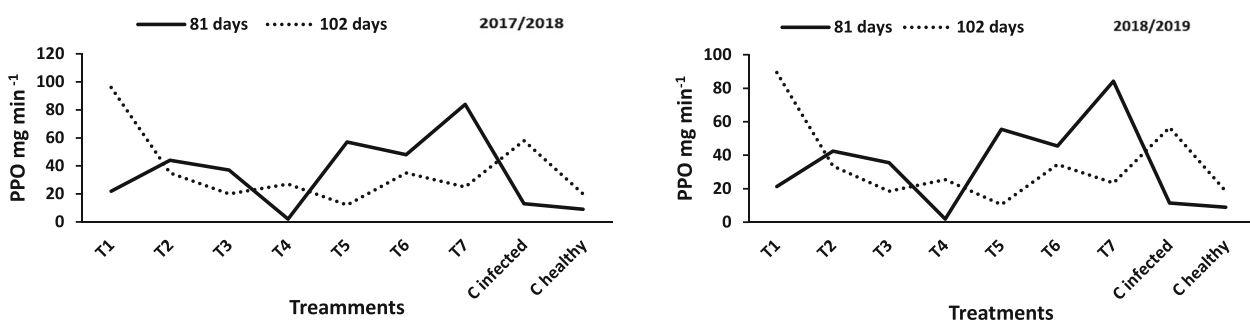 81 days 102 days 2017/2018
PPO mg min-1
120
100
80
60
40
20
0
T1 T2 T3 T4 T5 T6 T7 C infected C healthy
Treamments
81 days 102 days 2018/2019
PPO mg min-1
100
80
60
40
20
0
T1 T2 T3 T4 T5 T6 T7 C infected C healthy
Treatments